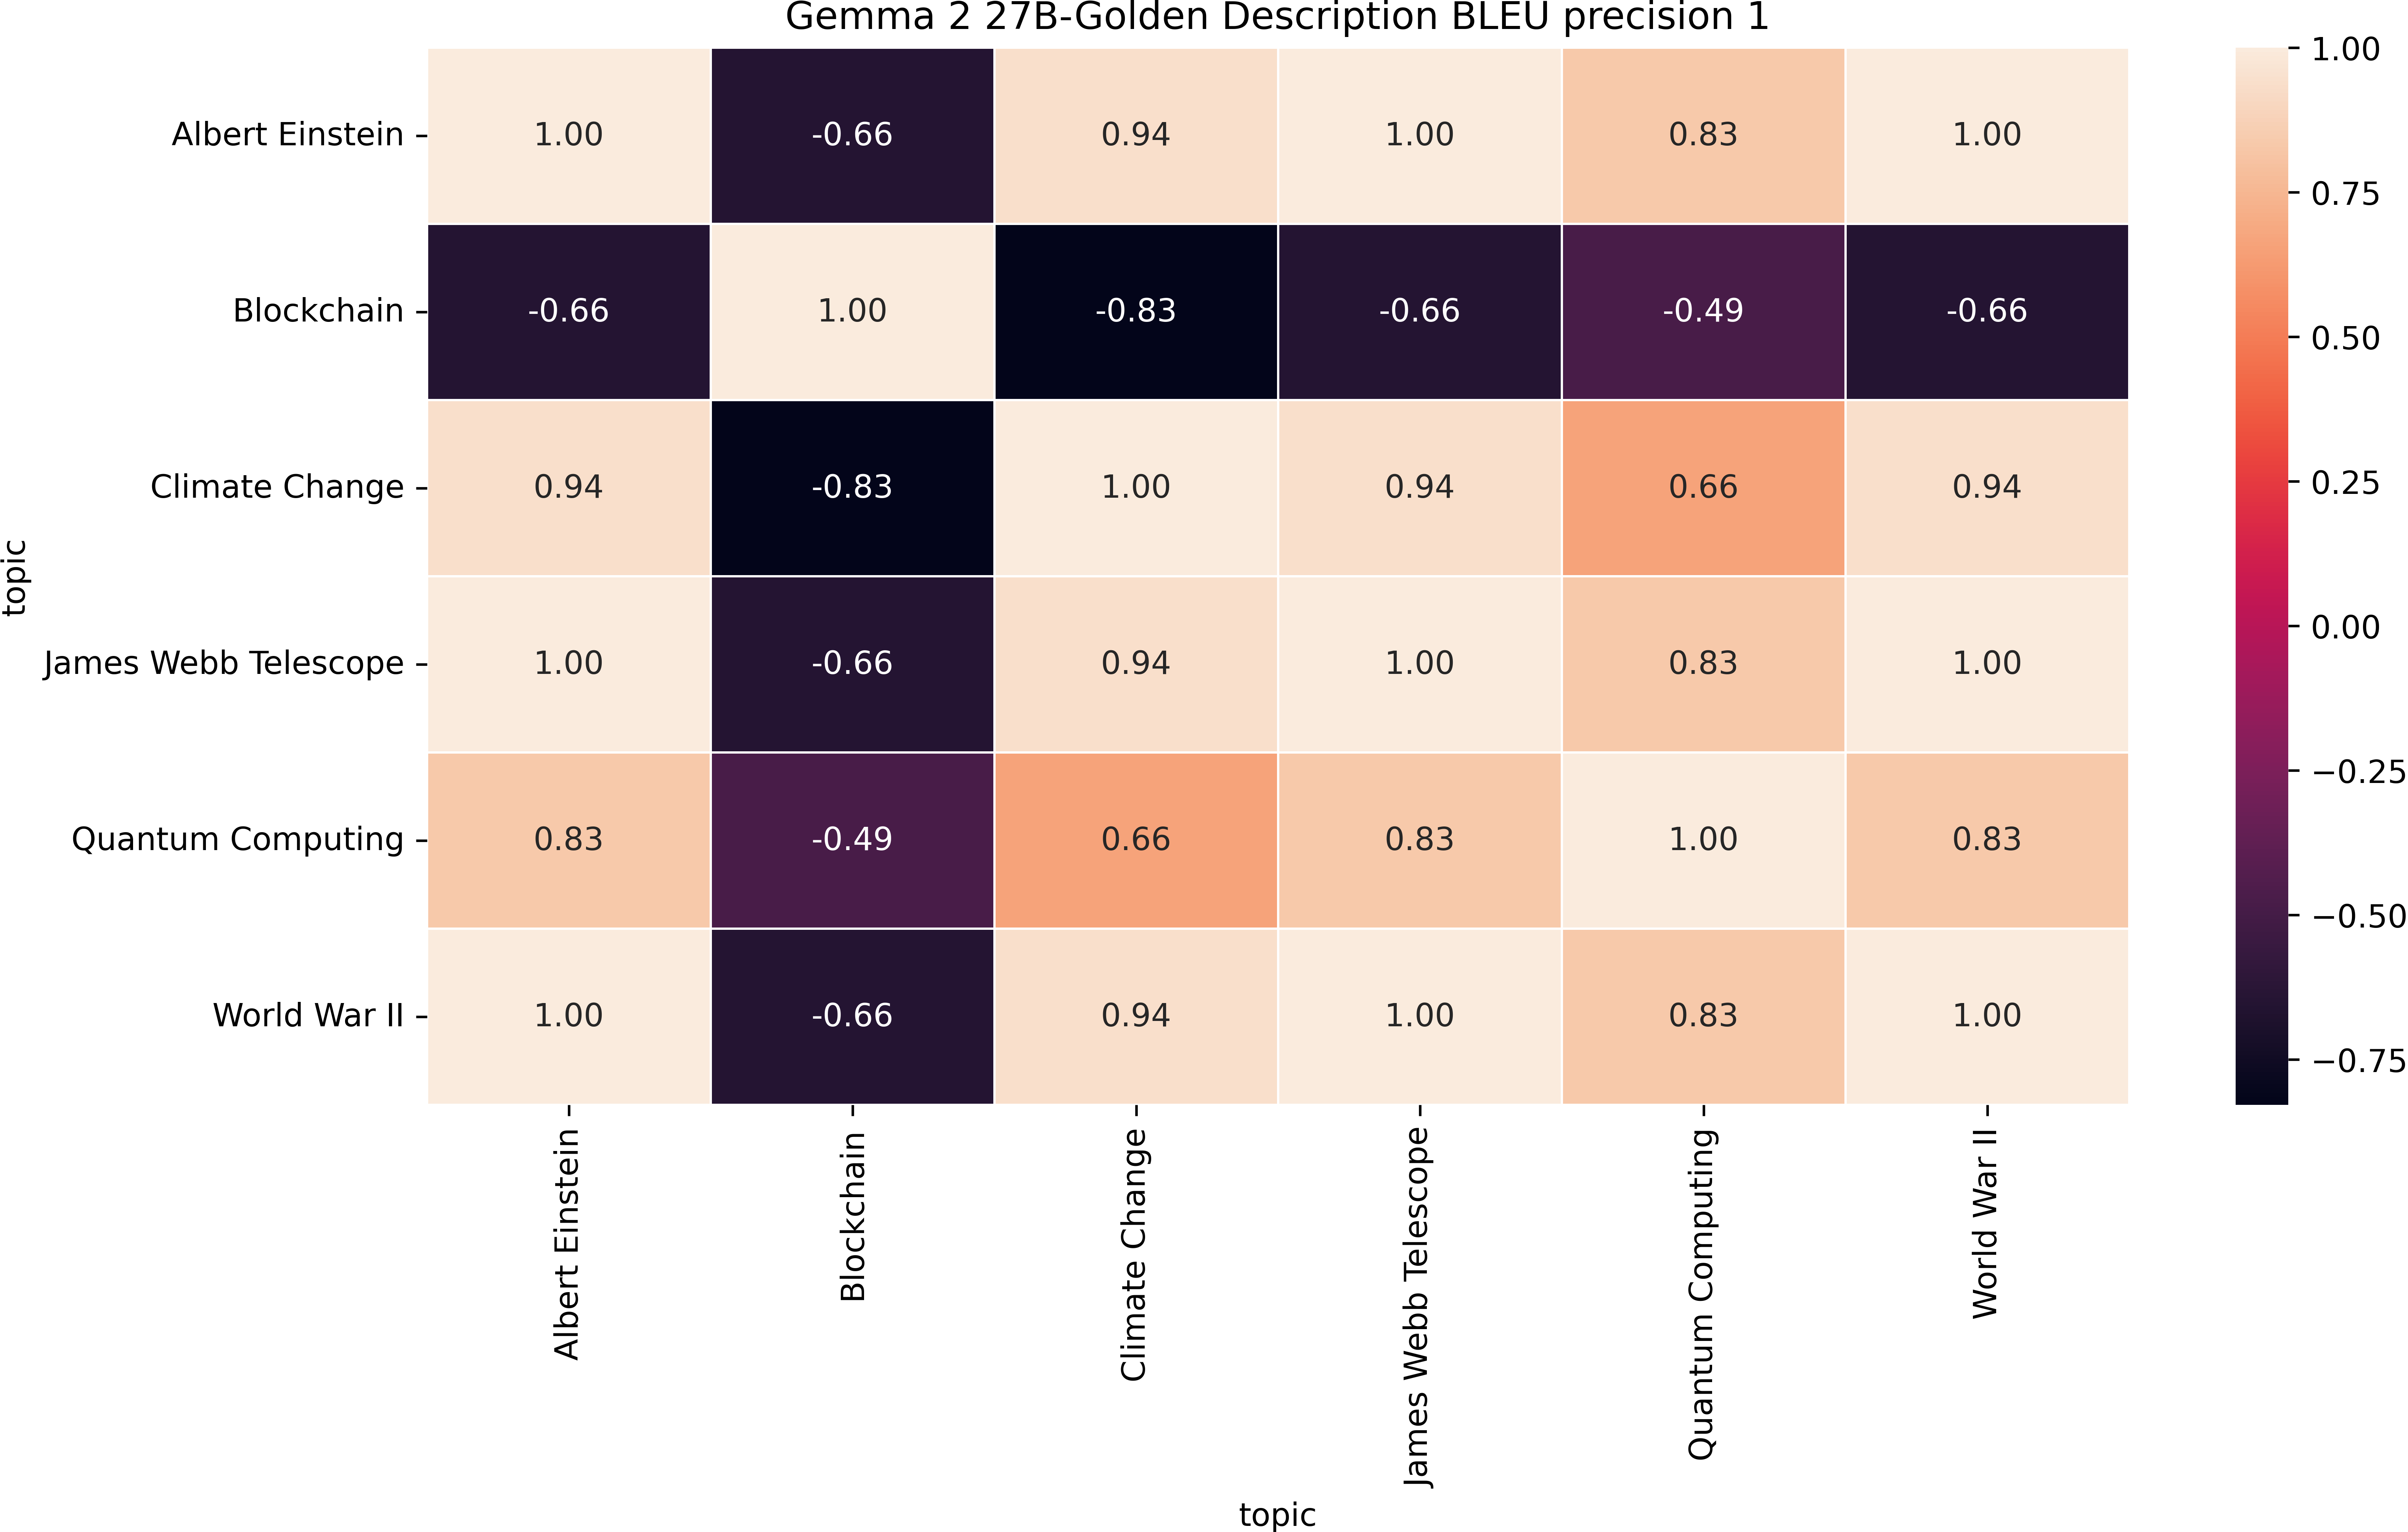 Gemma 2 27B-Golden Description BLEU precision 1
Albert Einstein 1.00 -0.66 0.94 1.00 0.83 1.00
Blockchain -0.66 1.00 -0.83 -0.66 -0.49 -0.66
Climate Change 0.94 -0.83 1.00 0.94 0.66 0.94
James Webb Telescope 1.00 -0.66 0.94 1.00 0.83 1.00
Quantum Computing 0.83 -0.49 0.66 0.83 1.00 0.83
World War II 1.00 -0.66 0.94 1.00 0.83 1.00
topic
Albert Einstein
Blockchain
Climate Change
James Webb Telescope
Quantum Computing
World War II
topic
1.00
0.75
0.50
0.25
0.00
−0.25
−0.50
−0.75